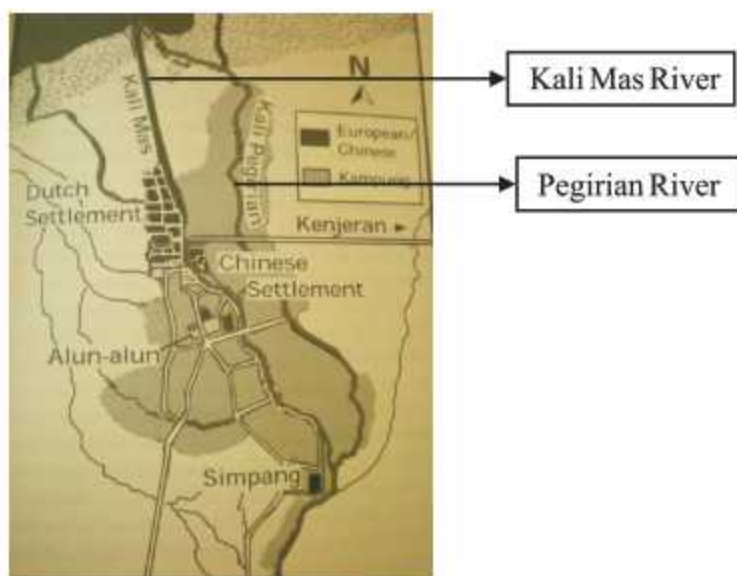 Kali Mas River
N
Kali Mas
Kali Pegirian
European/
Chinese
Kampung
Pegirian River
Dutch
Settlement
Kenjeran
Chinese
Settlement
Alun-alun
Simpang